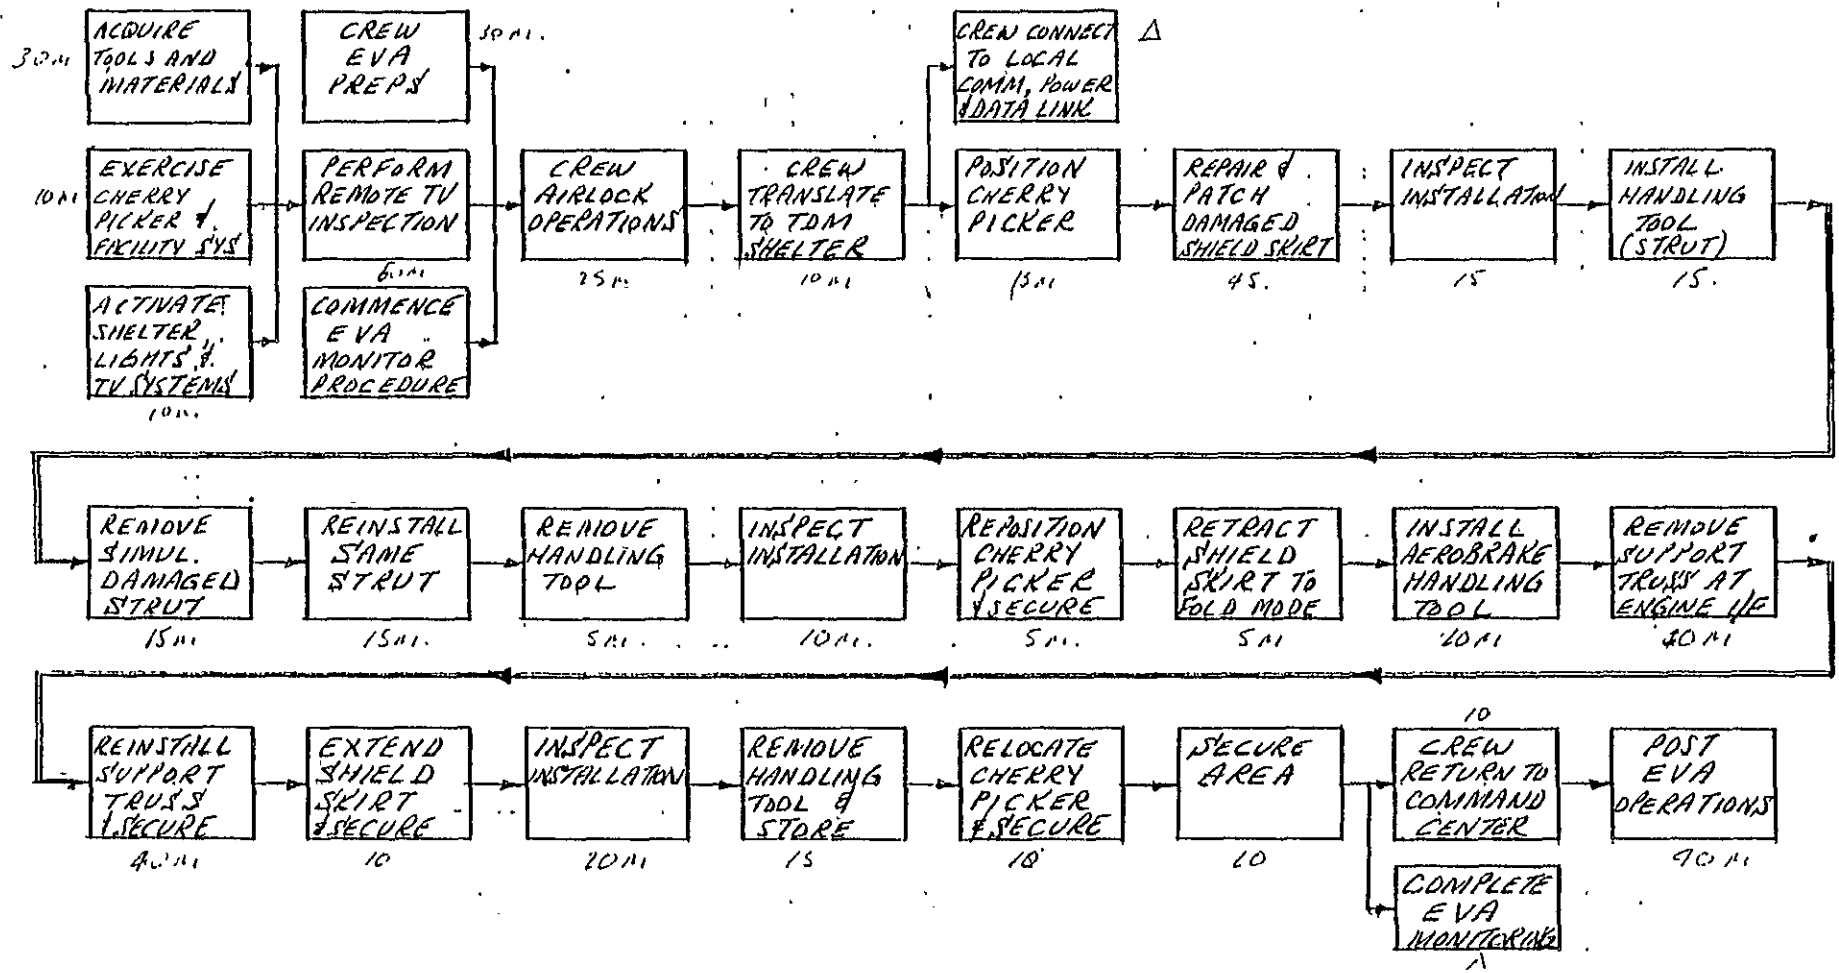 ACQUIRE
TOOLS AND
MATERIALS
30M
CREW
EVA
PREPS
EXERCISE
CHERRY
PICKER &
FICILITY SYS
10M
PERFORM
REMOTE TV
INSPECTION
ACTIVATE
SHELTER,
LIGHTS &
TV SYSTEMS
10M.
COMMENCE
EVA
MONITOR
PROCEDURE
CREW
AIRLOCK
OPERATIONS
CREW
TRANSLATE
TO TDM
SHELTER
10M
CREW CONNECT
TO LOCAL
COMM, POWER
& DATA LINK
Δ
POSITION
CHERRY
PICKER
15M
REPAIR &
PATCH
DAMAGED
SHIELD SKIRT
45.
INSPECT
INSTALLATION
15
INSTALL
HANDLING
TOOL
(STRUT)
15.
REMOVE
SIMUL.
DAMAGED
STRUT
15M
REINSTALL
SAME
STRUT
15M.
REMOVE
HANDLING
TOOL
5M.
INSPECT
INSTALLATION
10M.
REPOSITION
CHERRY
PICKER
& SECURE
5M.
RETRACT
SHIELD
SKIRT TO
FOLD MODE
5M
INSTALL
AEROBRAKE
HANDLING
TOOL
REMOVE
SUPPORT
TRUSS AT
ENGINE I/F
REINSTALL
SUPPORT
TRUSS
& SECURE
40M
EXTEND
SHIELD
SKIRT
& SECURE
10
INSPECT
INSTALLATION
REMOVE
HANDLING
TOOL &
STORE
15
RELOCATE
CHERRY
PICKER
& SECURE
10
SECURE
AREA
10
CREW
RETURN TO
COMMAND
CENTER
POST
EVA
OPERATIONS
90M
COMPLETE
EVA
MONITORING
Δ